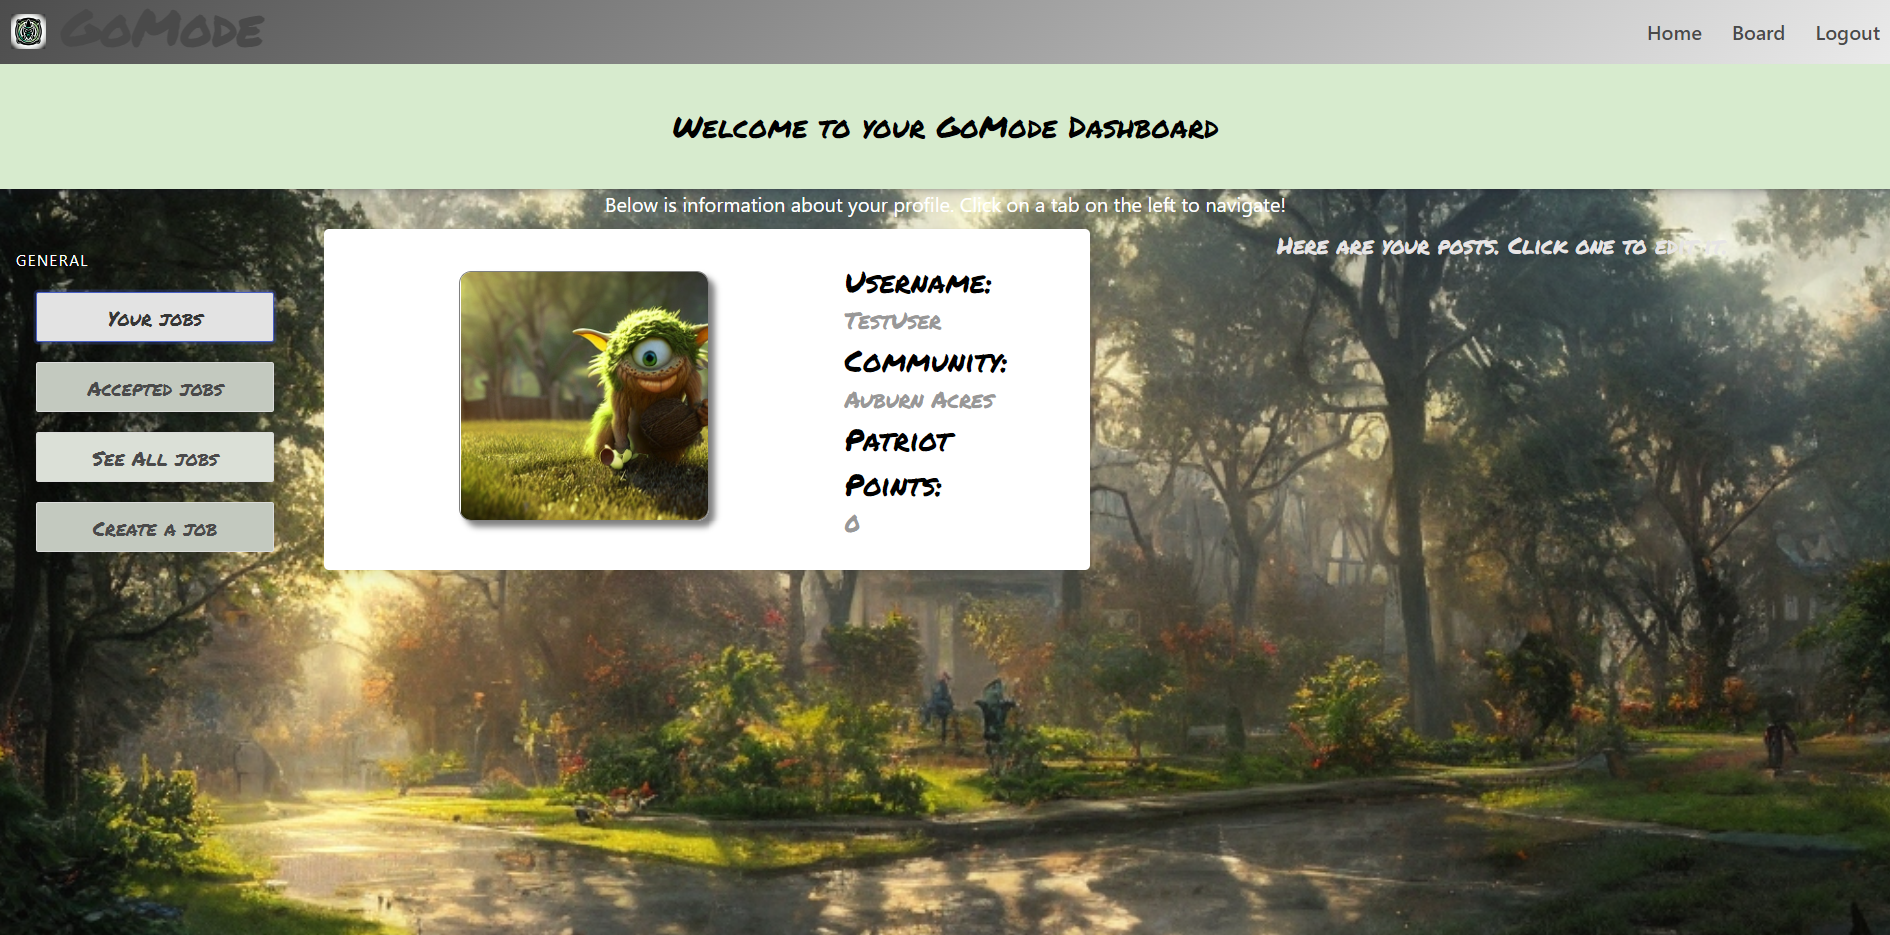 GoMode
Home Board Logout
Welcome to your GoMode Dashboard
Below is information about your profile. Click on a tab on the left to navigate!
GENERAL
Your jobs
Accepted jobs
See All jobs
Create a job
Username:
TestUser
Community:
Auburn Acres
Patriot
Points:
0
Here are your posts. Click one to edit it.